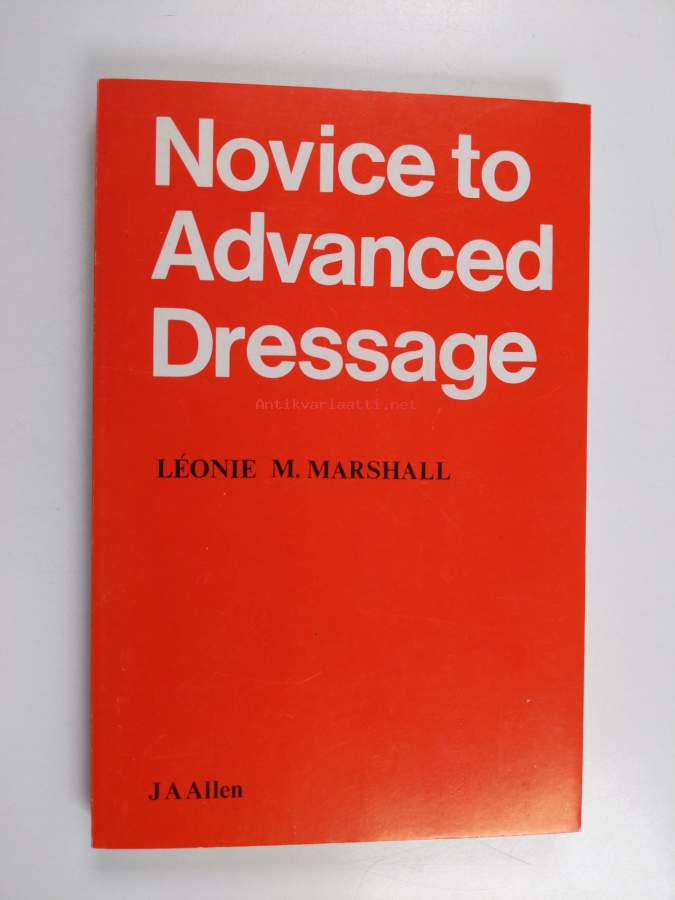 Novice to
Advanced
Dressage
Antikvariaatti.net
LÉONIE M. MARSHALL
J A Allen